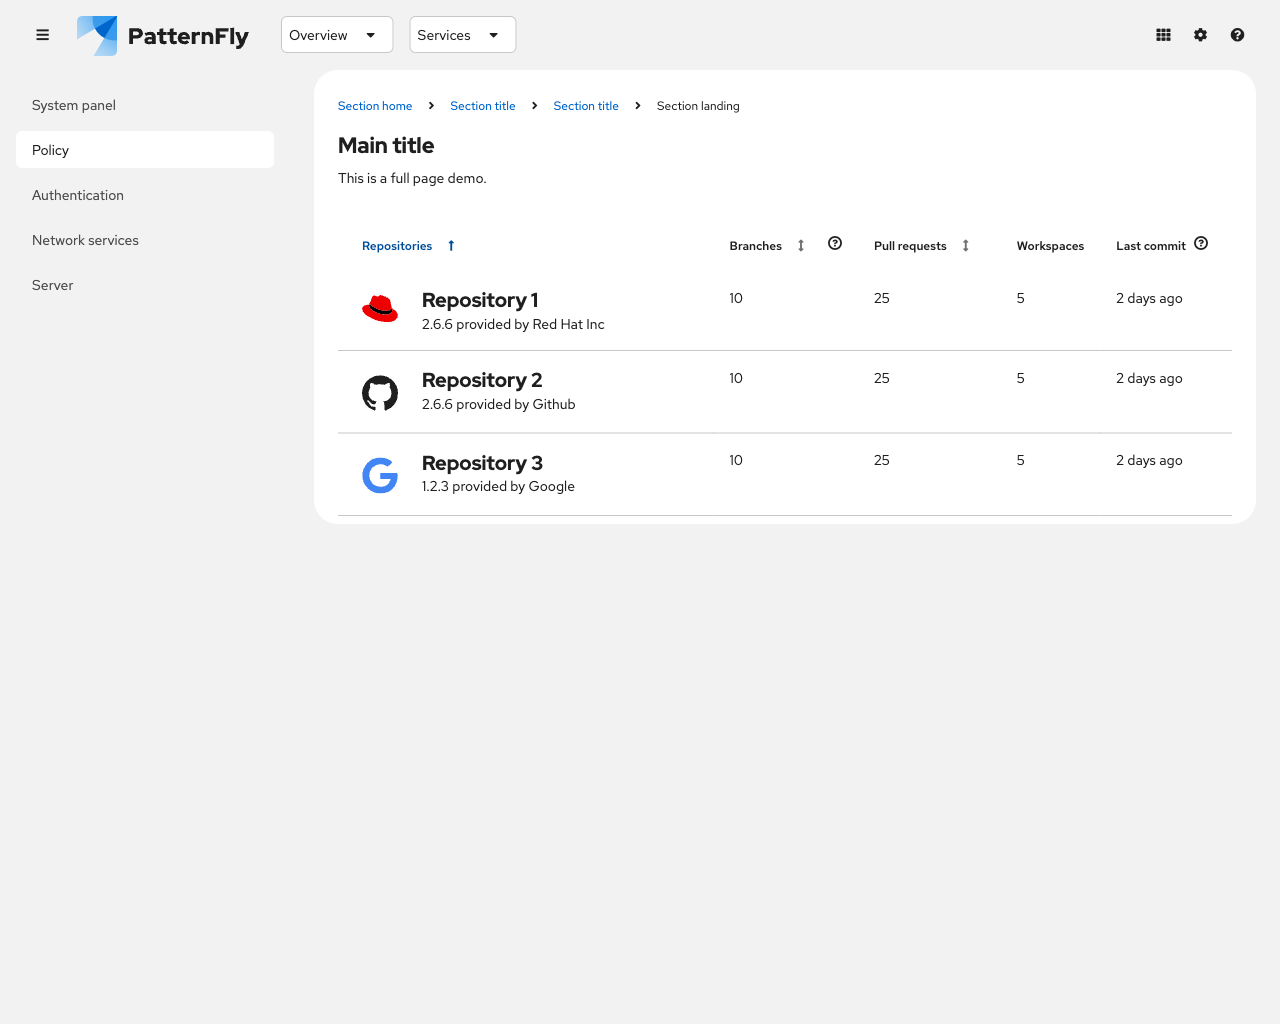 PatternFly
Overview
Services
System panel
Policy
Authentication
Network services
Server
Section home
Section title
Section title
Section landing
Main title
This is a full page demo.
Repositories Branches Pull requests Workspaces Last commit
Repository 1 10 25 5 2 days ago
2.6.6 provided by Red Hat Inc
Repository 2 10 25 5 2 days ago
2.6.6 provided by Github
Repository 3 10 25 5 2 days ago
1.2.3 provided by Google